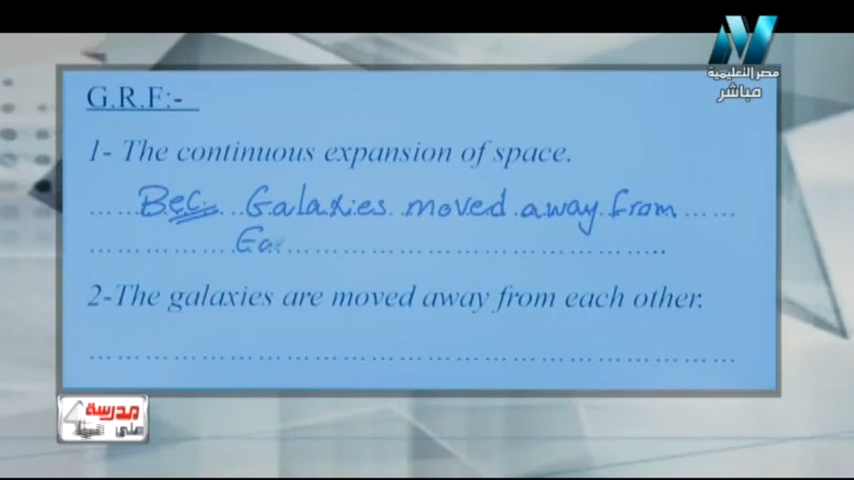 مصر التعليمية
مباشر
G.R.F:-
1- The continuous expansion of space.
......Bec...Galaxies moved away from......
Ea
2-The galaxies are moved away from each other.
مدرسة
على